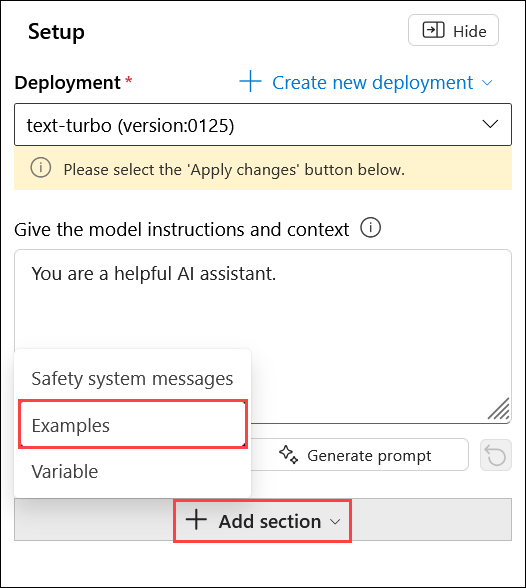 Setup
Hide
Deployment *
Create new deployment
text-turbo (version:0125)
Please select the 'Apply changes' button below.
Give the model instructions and context
You are a helpful AI assistant.
Safety system messages
Examples
Variable
Generate prompt
Add section